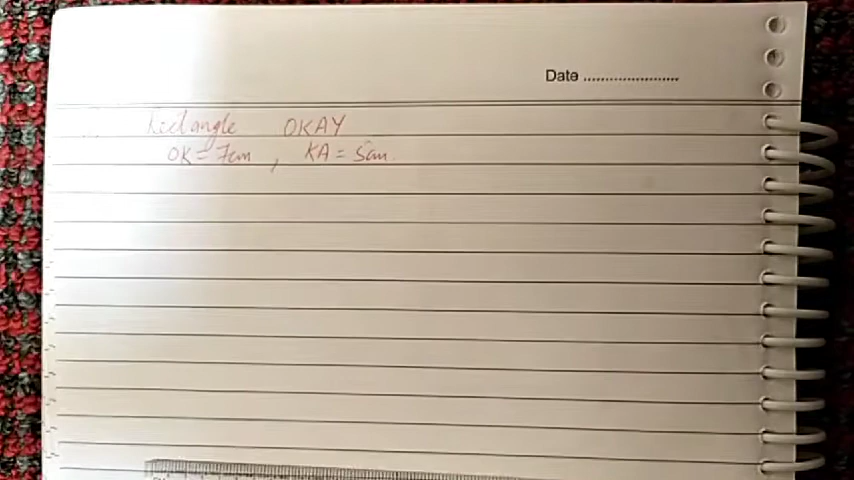 Date ......................
Rectangle OKAY
OK = 7cm , KA = 5cm.